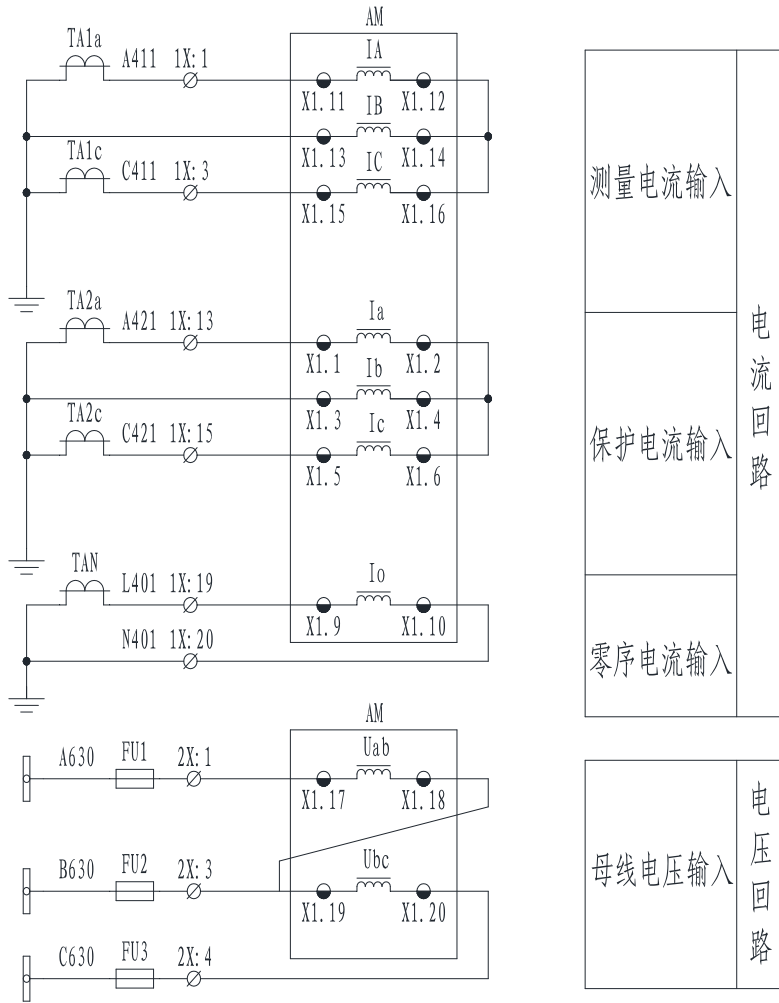 AM
TA1a A411 1X:1 IA
X1.11 X1.12
IB
X1.13 X1.14
TA1c C411 1X:3 IC
X1.15 X1.16
测量电流输入
TA2a A421 1X:13 Ia
X1.1 X1.2
Ib
X1.3 X1.4
TA2c C421 1X:15 Ic
X1.5 X1.6
保护电流输入
电流回路
TAN L401 1X:19 Io
X1.9 X1.10
N401 1X:20
零序电流输入
AM
A630 FU1 2X:1 Uab
X1.17 X1.18
B630 FU2 2X:3 Ubc
X1.19 X1.20
C630 FU3 2X:4
母线电压输入
电压回路